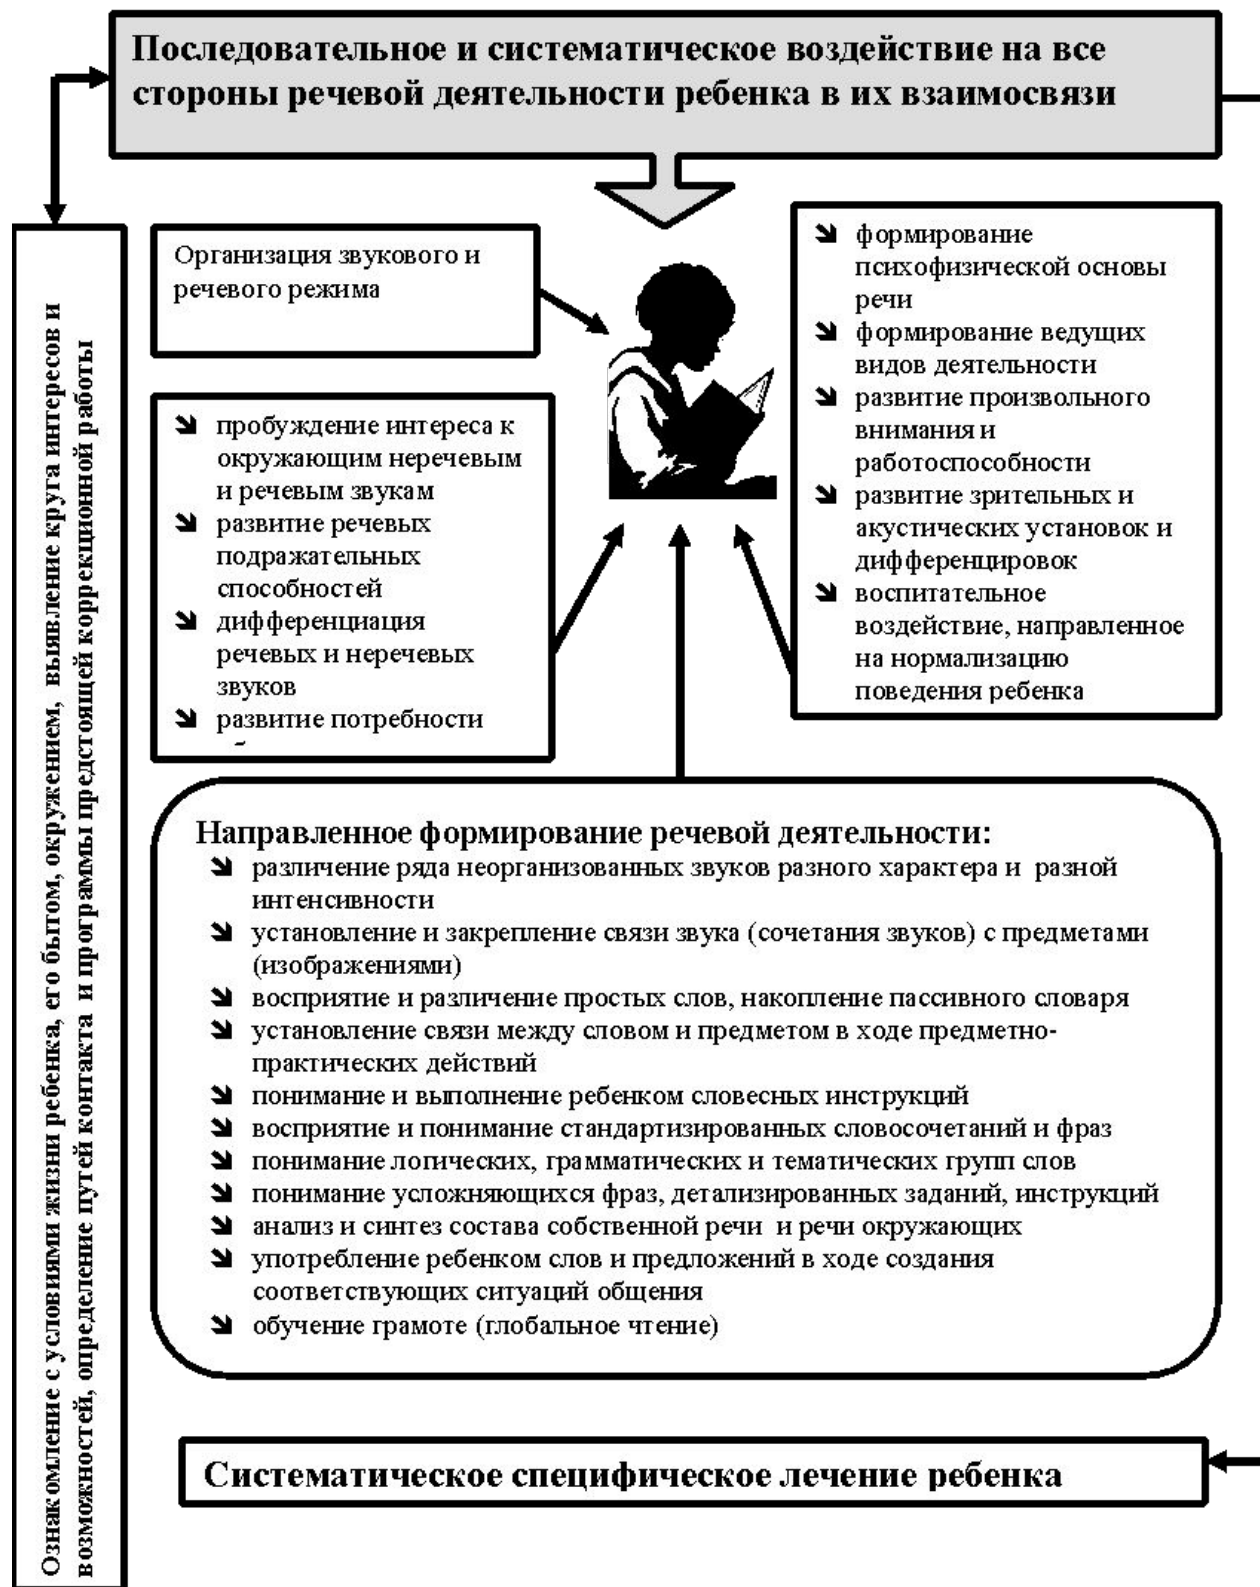 Последовательное и систематическое воздействие на все
стороны речевой деятельности ребенка в их взаимосвязи
Ознакомление с условиями жизни ребенка, его бытом, окружением, выявление круга интересов и
возможностей, определение путей контакта и программы предстоящей коррекционной работы
Организация звукового и
речевого режима
пробуждение интереса к
окружающим неречевым
и речевым звукам
развитие речевых
подражательных
способностей
дифференциация
речевых и неречевых
звуков
развитие потребности
формирование
психофизической основы
речи
формирование ведущих
видов деятельности
развитие произвольного
внимания и
работоспособности
развитие зрительных и
акустических установок и
дифференцировок
воспитательное
воздействие, направленное
на нормализацию
поведения ребенка
Направленное формирование речевой деятельности:
различение ряда неорганизованных звуков разного характера и разной
интенсивности
установление и закрепление связи звука (сочетания звуков) с предметами
(изображениями)
восприятие и различение простых слов, накопление пассивного словаря
установление связи между словом и предметом в ходе предметно-
практических действий
понимание и выполнение ребенком словесных инструкций
восприятие и понимание стандартизированных словосочетаний и фраз
понимание логических, грамматических и тематических групп слов
понимание усложняющихся фраз, детализированных заданий, инструкций
анализ и синтез состава собственной речи и речи окружающих
употребление ребенком слов и предложений в ходе создания
соответствующих ситуаций общения
обучение грамоте (глобальное чтение)
Систематическое специфическое лечение ребенка